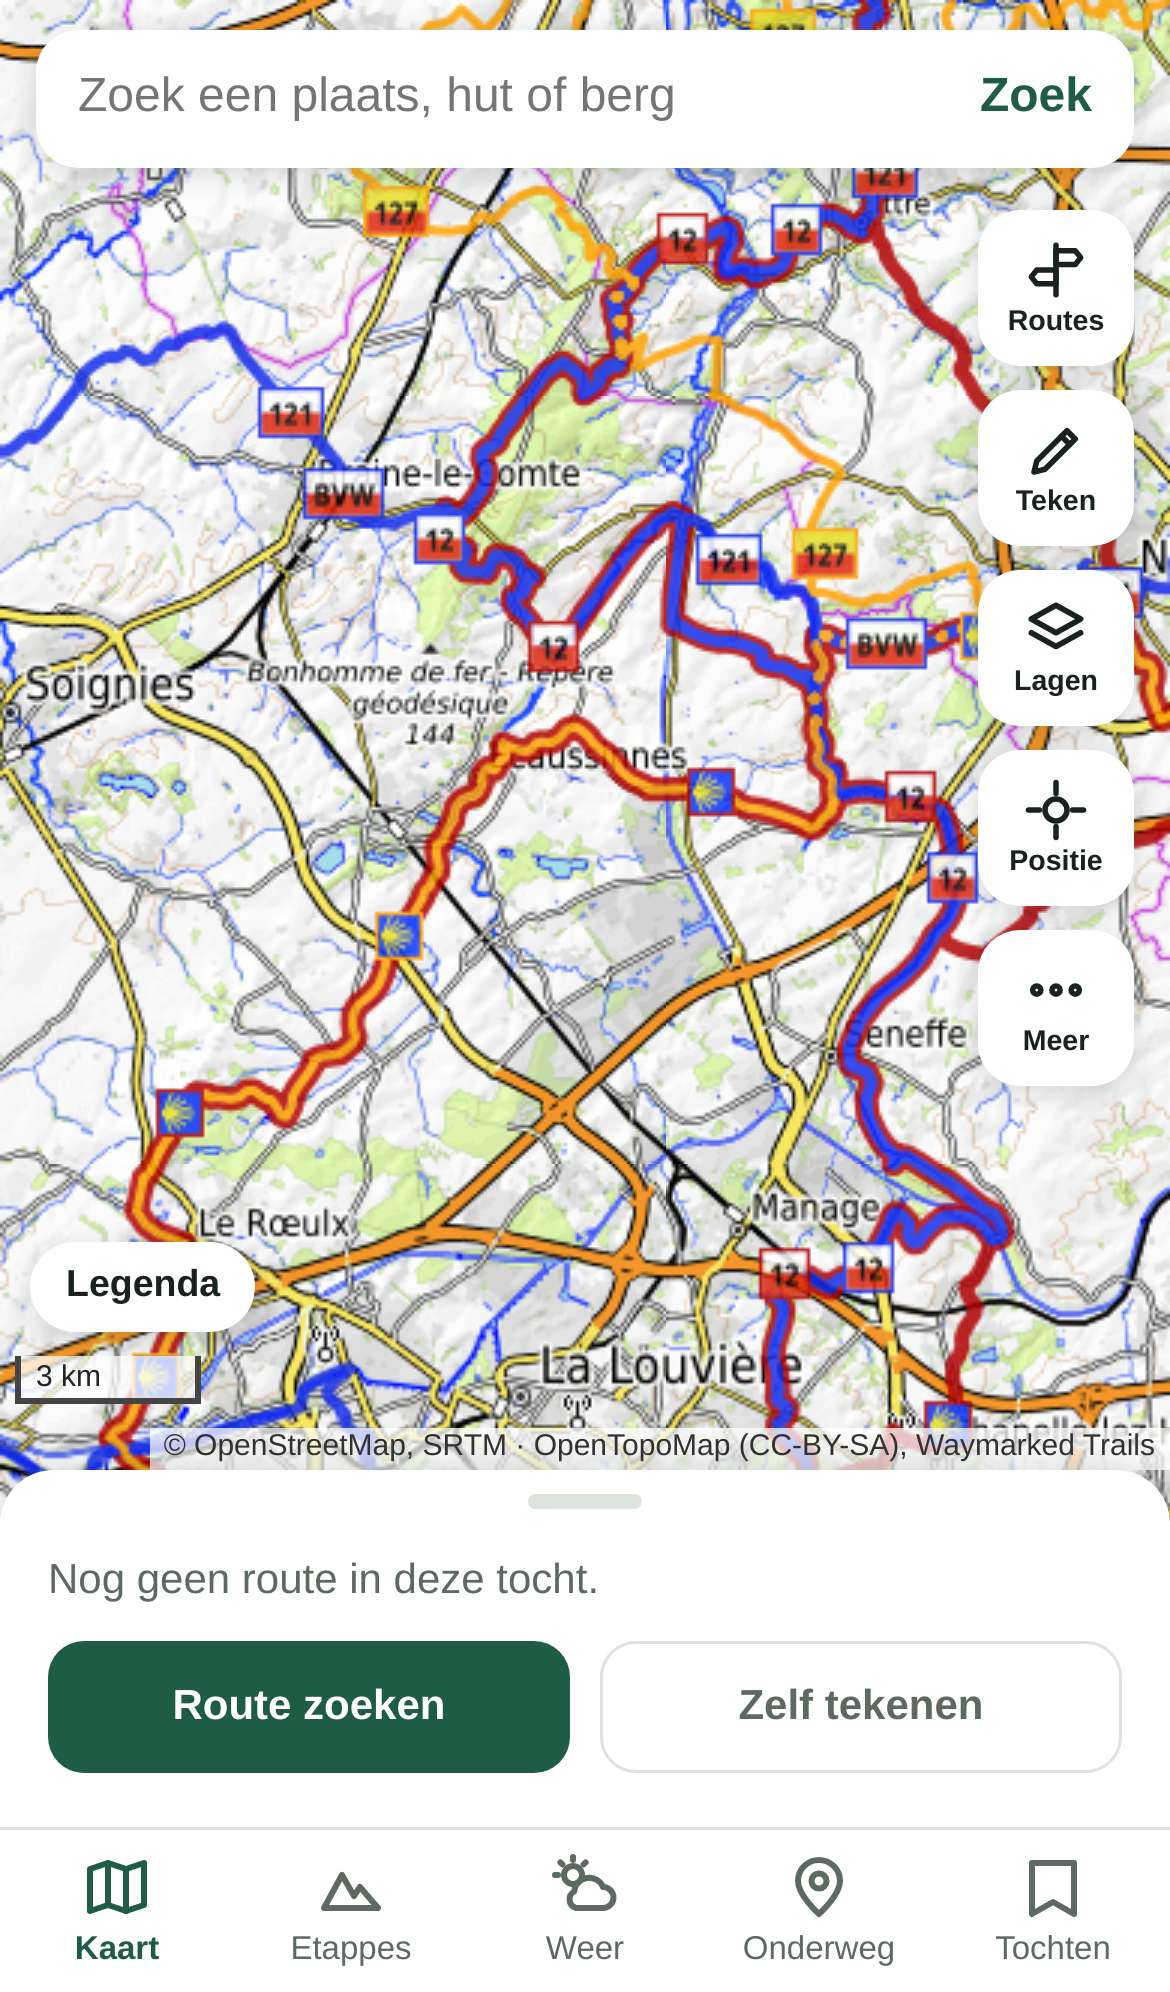 Zoek een plaats, hut of berg
Zoek
121
127
12
12
Routes
121
Teken
BVW
12
121
127
12
BVW
Lagen
Soignies
Bonhomme de fer - Repère
géodésique
144
12
Positie
12
Seneffe
Meer
Le Rœulx
Manage
Legenda
12
12
3 km
La Louvière
© OpenStreetMap, SRTM · OpenTopoMap (CC-BY-SA), Waymarked Trails
Nog geen route in deze tocht.
Route zoeken
Zelf tekenen
Kaart
Etappes
Weer
Onderweg
Tochten